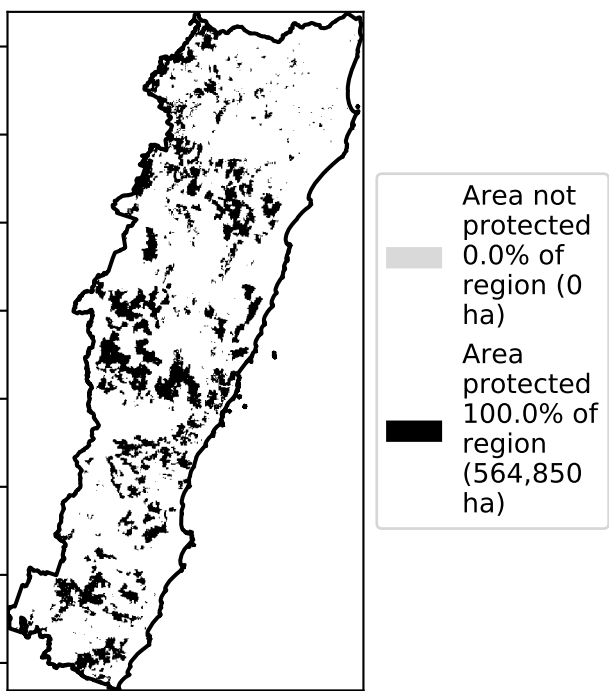 Area not
protected
0.0% of
region (0
ha)
Area
protected
100.0% of
region
(564,850
ha)